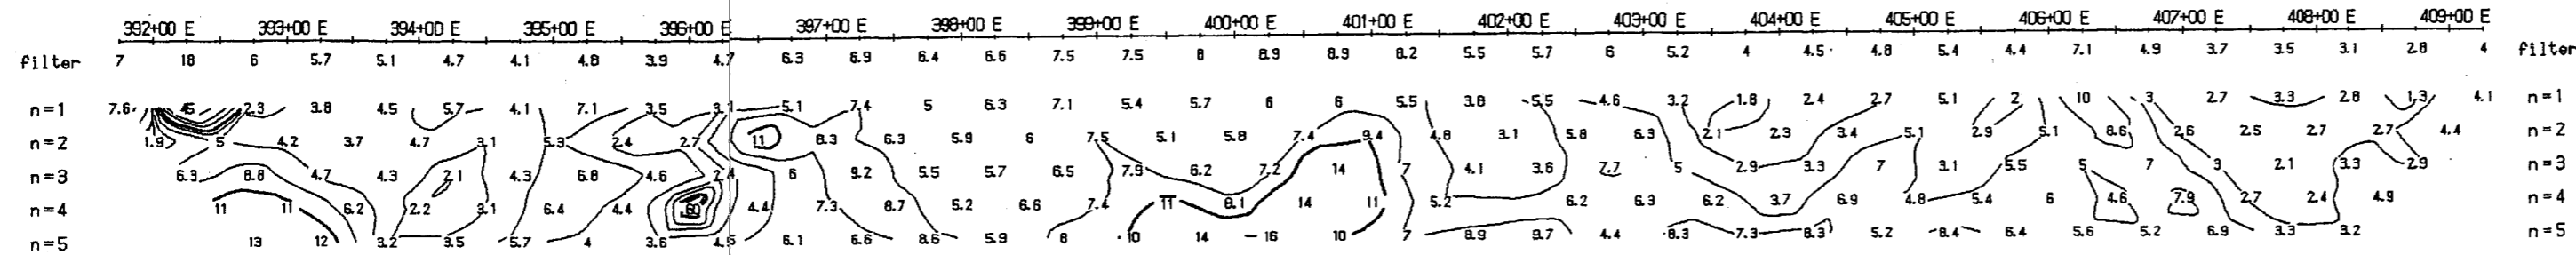 392+00 E 393+00 E 394+00 E 395+00 E 396+00 E 397+00 E 398+00 E 399+00 E 400+00 E 401+00 E 402+00 E 403+00 E 404+00 E 405+00 E 406+00 E 407+00 E 408+00 E 409+00 E
filter 7 18 6 5.7 5.1 4.7 4.1 4.8 3.9 4.7 6.3 6.9 6.4 6.6 7.5 7.5 8 8.9 8.9 8.2 5.5 5.7 6 5.2 4 4.5 4.8 5.4 4.4 7.1 4.9 3.7 3.5 3.1 2.8 4 filter
n=1 7.6 45 2.3 3.8 4.5 5.7 4.1 7.1 3.5 3.1 5.1 7.4 5 6.3 7.1 5.4 5.7 6 6 5.5 3.8 5.5 4.6 3.2 1.8 2.4 2.7 5.1 2 10 3 2.7 3.3 2.8 1.3 4.1 n=1
n=2 1.9 5 4.2 3.7 4.7 3.1 5.3 2.4 2.7 11 8.3 6.3 5.9 6 7.5 5.1 5.8 7.4 9.4 4.8 3.1 5.8 6.3 2.1 2.3 3.4 5.1 2.9 5.1 8.6 2.6 2.5 2.7 2.7 4.4 n=2
n=3 6.3 8.8 4.7 4.3 2.1 4.3 6.8 4.6 2.4 6 9.2 5.5 5.7 6.5 7.9 6.2 7.2 14 7 4.1 3.6 7.7 5 2.9 3.3 7 3.1 5.5 5 7 3 2.1 3.3 2.9 n=3
n=4 11 11 6.2 2.2 3.1 6.4 4.4 60 4.4 7.3 8.7 5.2 6.6 7.4 11 8.1 14 11 5.2 6.2 6.3 6.2 3.7 6.9 4.8 5.4 6 4.6 7.9 2.7 2.4 4.9 n=4
n=5 13 12 3.2 3.5 5.7 4 3.6 4.5 6.1 6.6 8.6 5.9 8 10 14 16 10 7 8.9 9.7 4.4 8.3 7.3 8.3 5.2 8.4 6.4 5.6 5.2 6.9 3.3 3.2 n=5